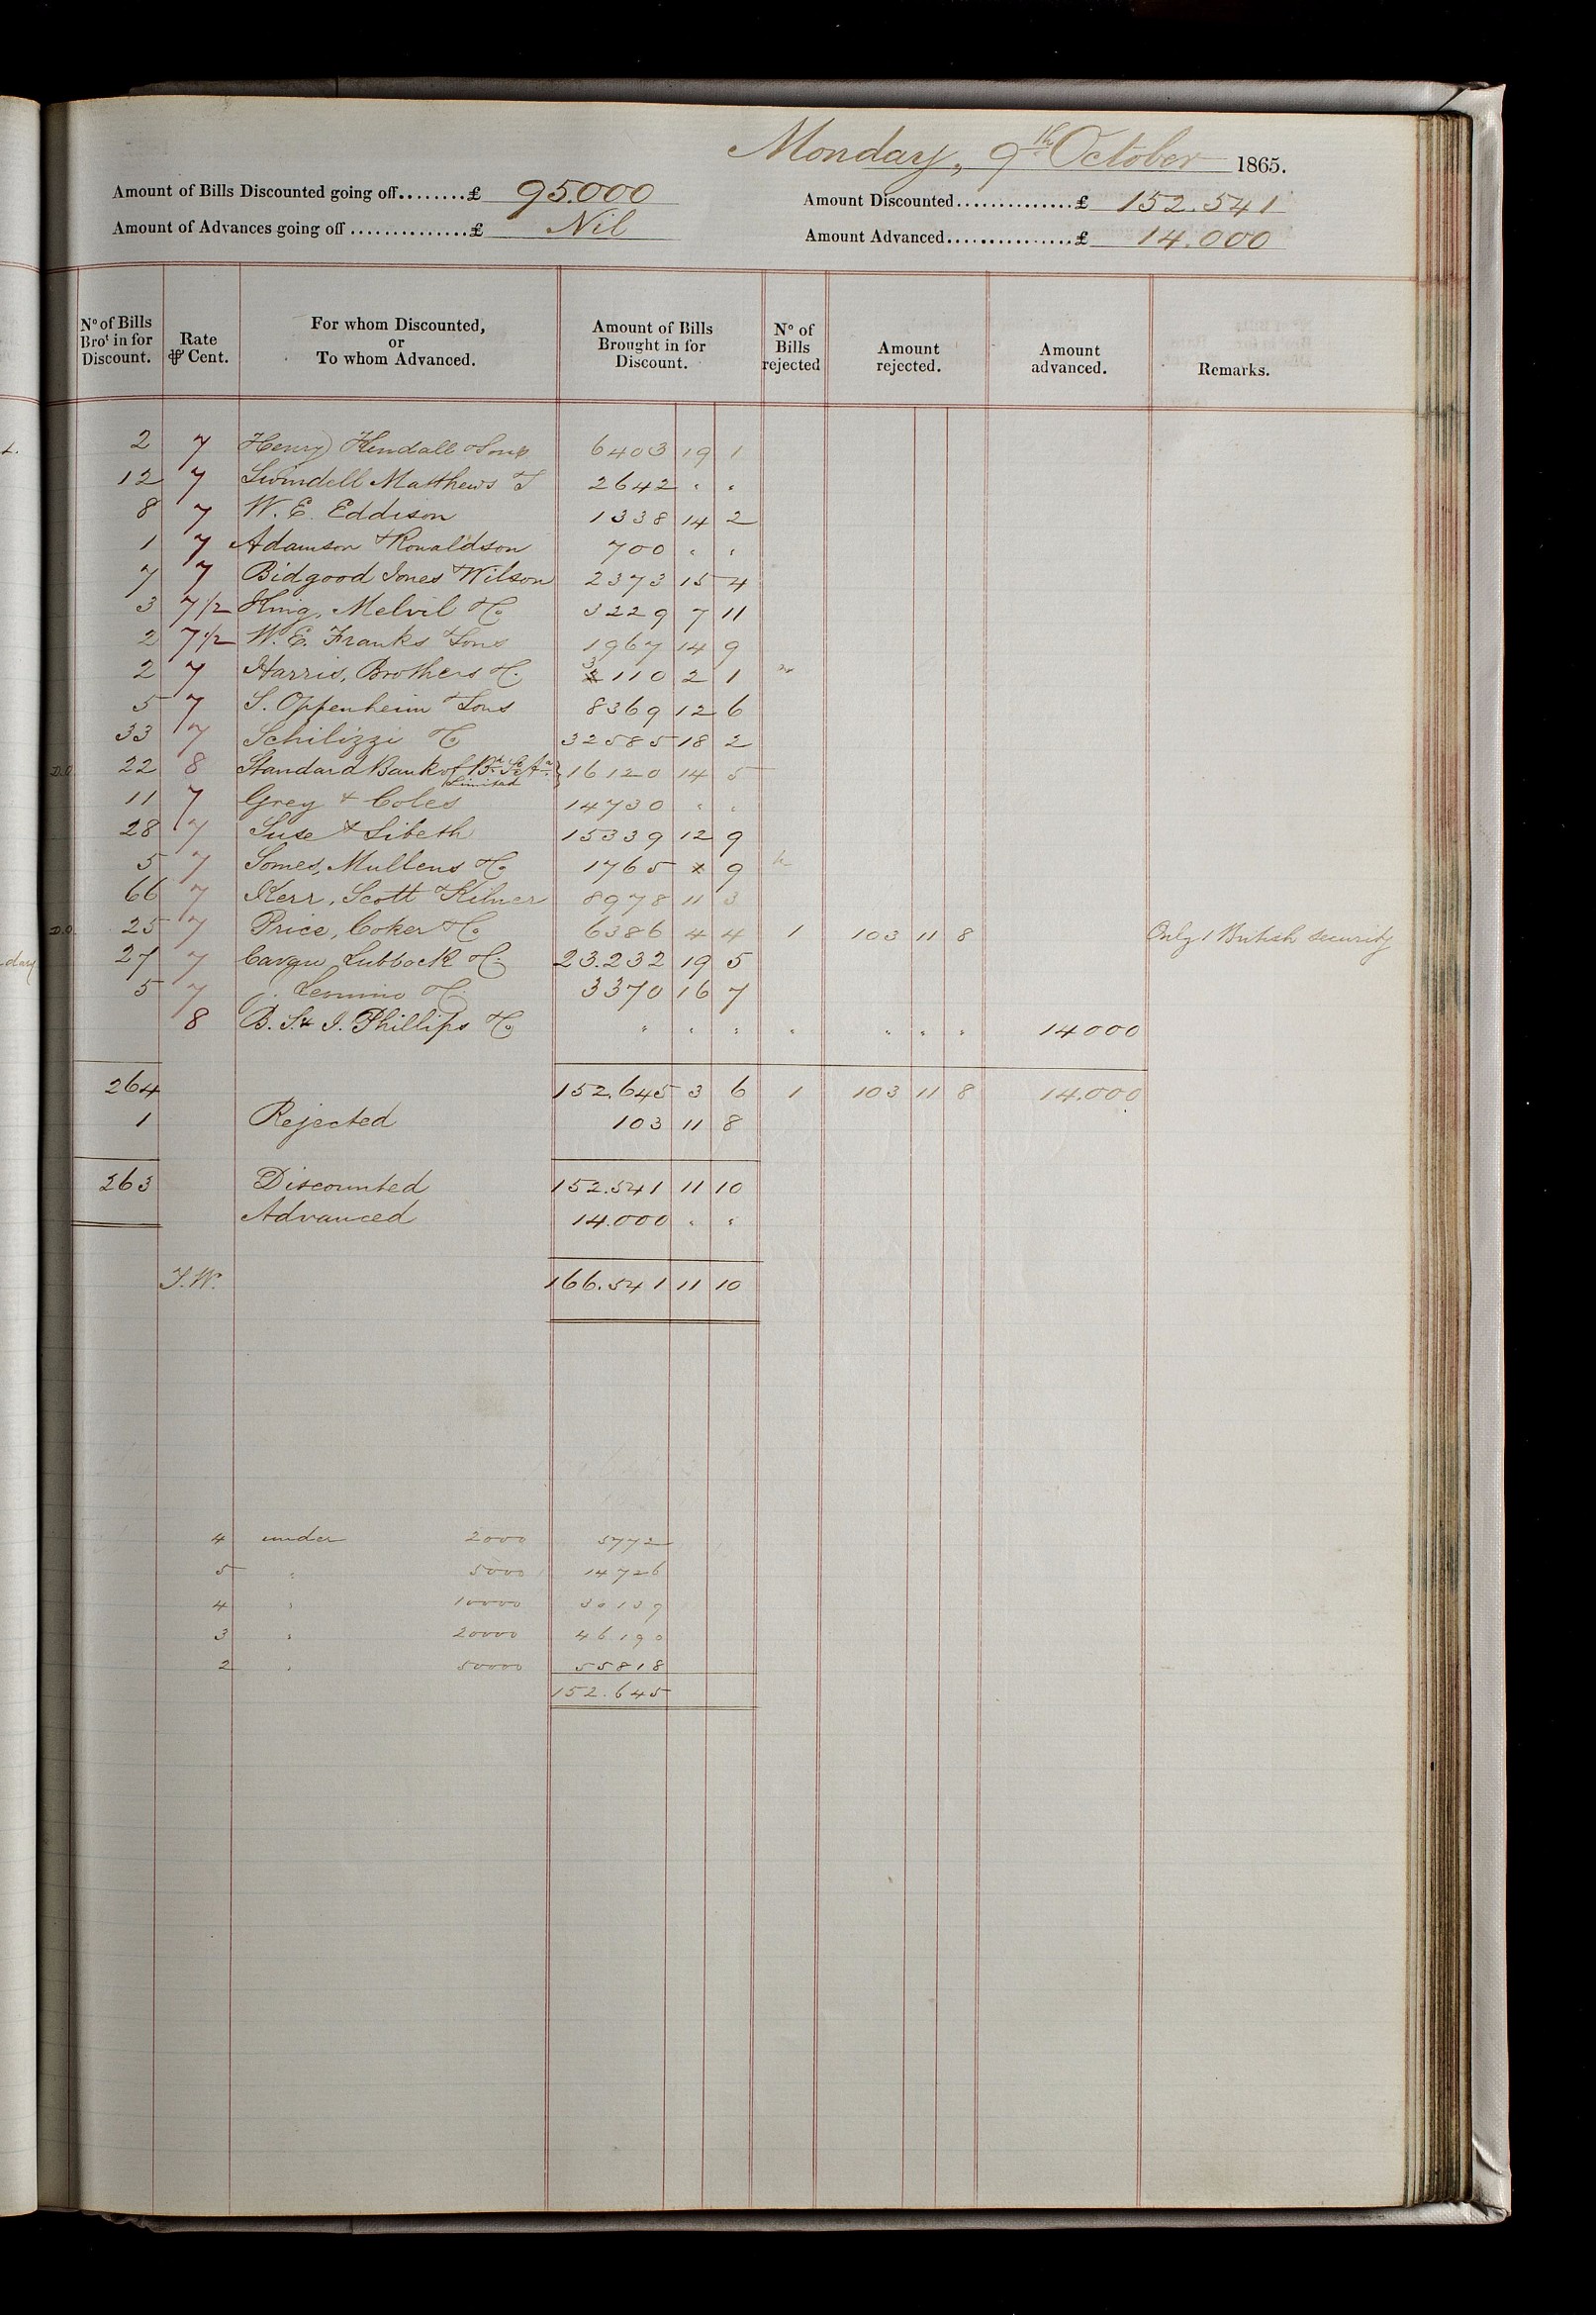 Monday, 9th October 1865.
Amount of Bills Discounted going off........£ 95.000
Amount Discounted..............£ 152.541
Amount of Advances going off..............£ Nil
Amount Advanced...............£ 14.000
No of Bills Brot in for Discount. Rate ⅌ Cent. For whom Discounted, or To whom Advanced. Amount of Bills Brought in for Discount. No of Bills rejected Amount rejected. Amount advanced. Remarks.
2 7 Henry Kendall & Sons 6403 19 1
12 7 Swindell Matthews & 2642 " "
8 7 W. E. Eddison 1338 14 2
1 7 Adamson & Ronaldson 700 " "
7 7 Bidgood Jones & Wilson 2373 15 4
3 7 1/2 King, Melvil & Co 3229 7 11
2 7 1/2 W. E. Franks & Sons 1967 14 9
2 7 Harris, Brothers & Co 3110 2 1
5 7 S. Oppenheim & Sons 8369 12 6
33 7 Schilizzi & Co 32585 18 2
D.O. 22 8 Standard Bank of Bh So Afa Limited 16120 14 5
11 7 Grey & Coles 14730 " "
28 7 Suse & Sibeth 15339 12 9
5 7 Somes, Mullens & Co 1765 9
66 7 Kerr, Scott & Kilner 8978 11 3
D.O. 25 7 Price, Coker & Co 6386 4 4 1 103 11 8 Only 1 British security
27 7 Cavan Lubbock & Co 23.232 19 5
5 7 & Co 3370 16 7
8 B. S. & I. Phillips & Co " " " " " " " 14000
264 152.645 3 6 1 103 11 8 14.000
1 Rejected 103 11 8
263 Discounted 152.541 11 10
Advanced 14.000 " "
166.541 11 10
4 under 2000 5772
5 " 5000 14726
4 " 10000 30139
3 " 20000 46190
2 " 50000 55818
152.645